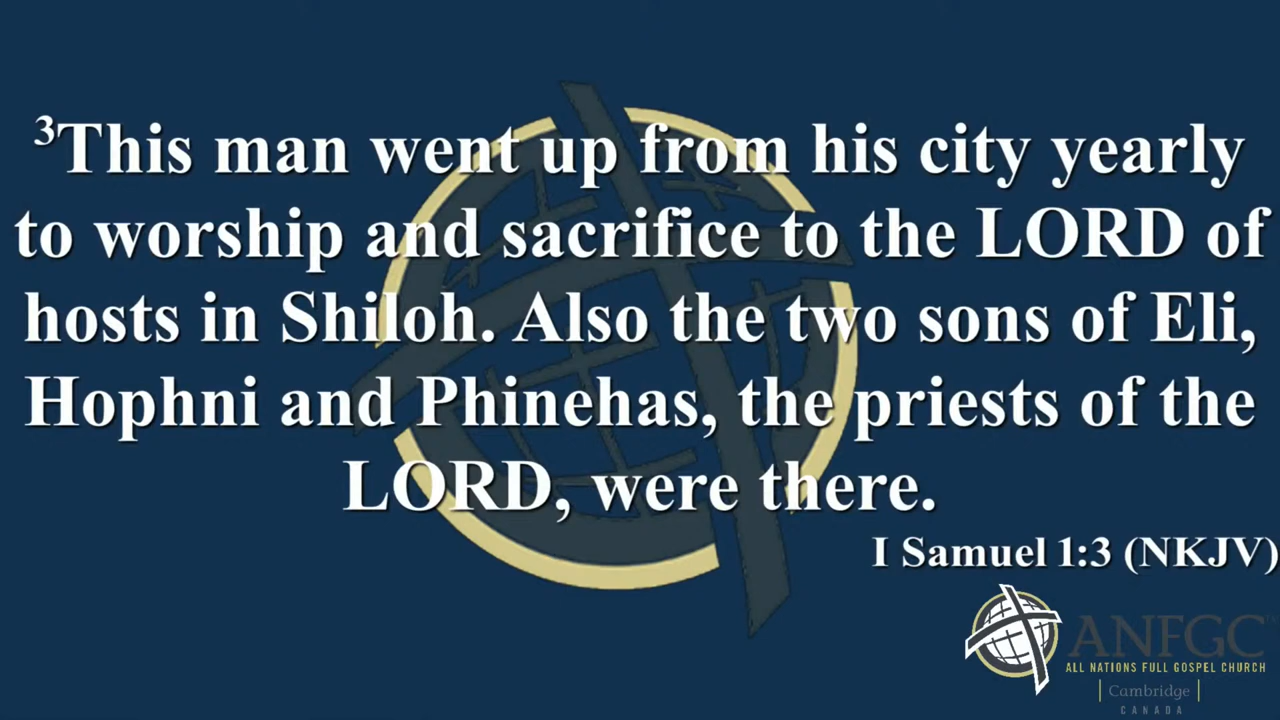 ³This man went up from his city yearly
to worship and sacrifice to the LORD of
hosts in Shiloh. Also the two sons of Eli,
Hophni and Phinehas, the priests of the
LORD, were there.
I Samuel 1:3 (NKJV)
ANFGC
ALL NATIONS FULL GOSPEL CHURCH
| Cambridge |
CANADA